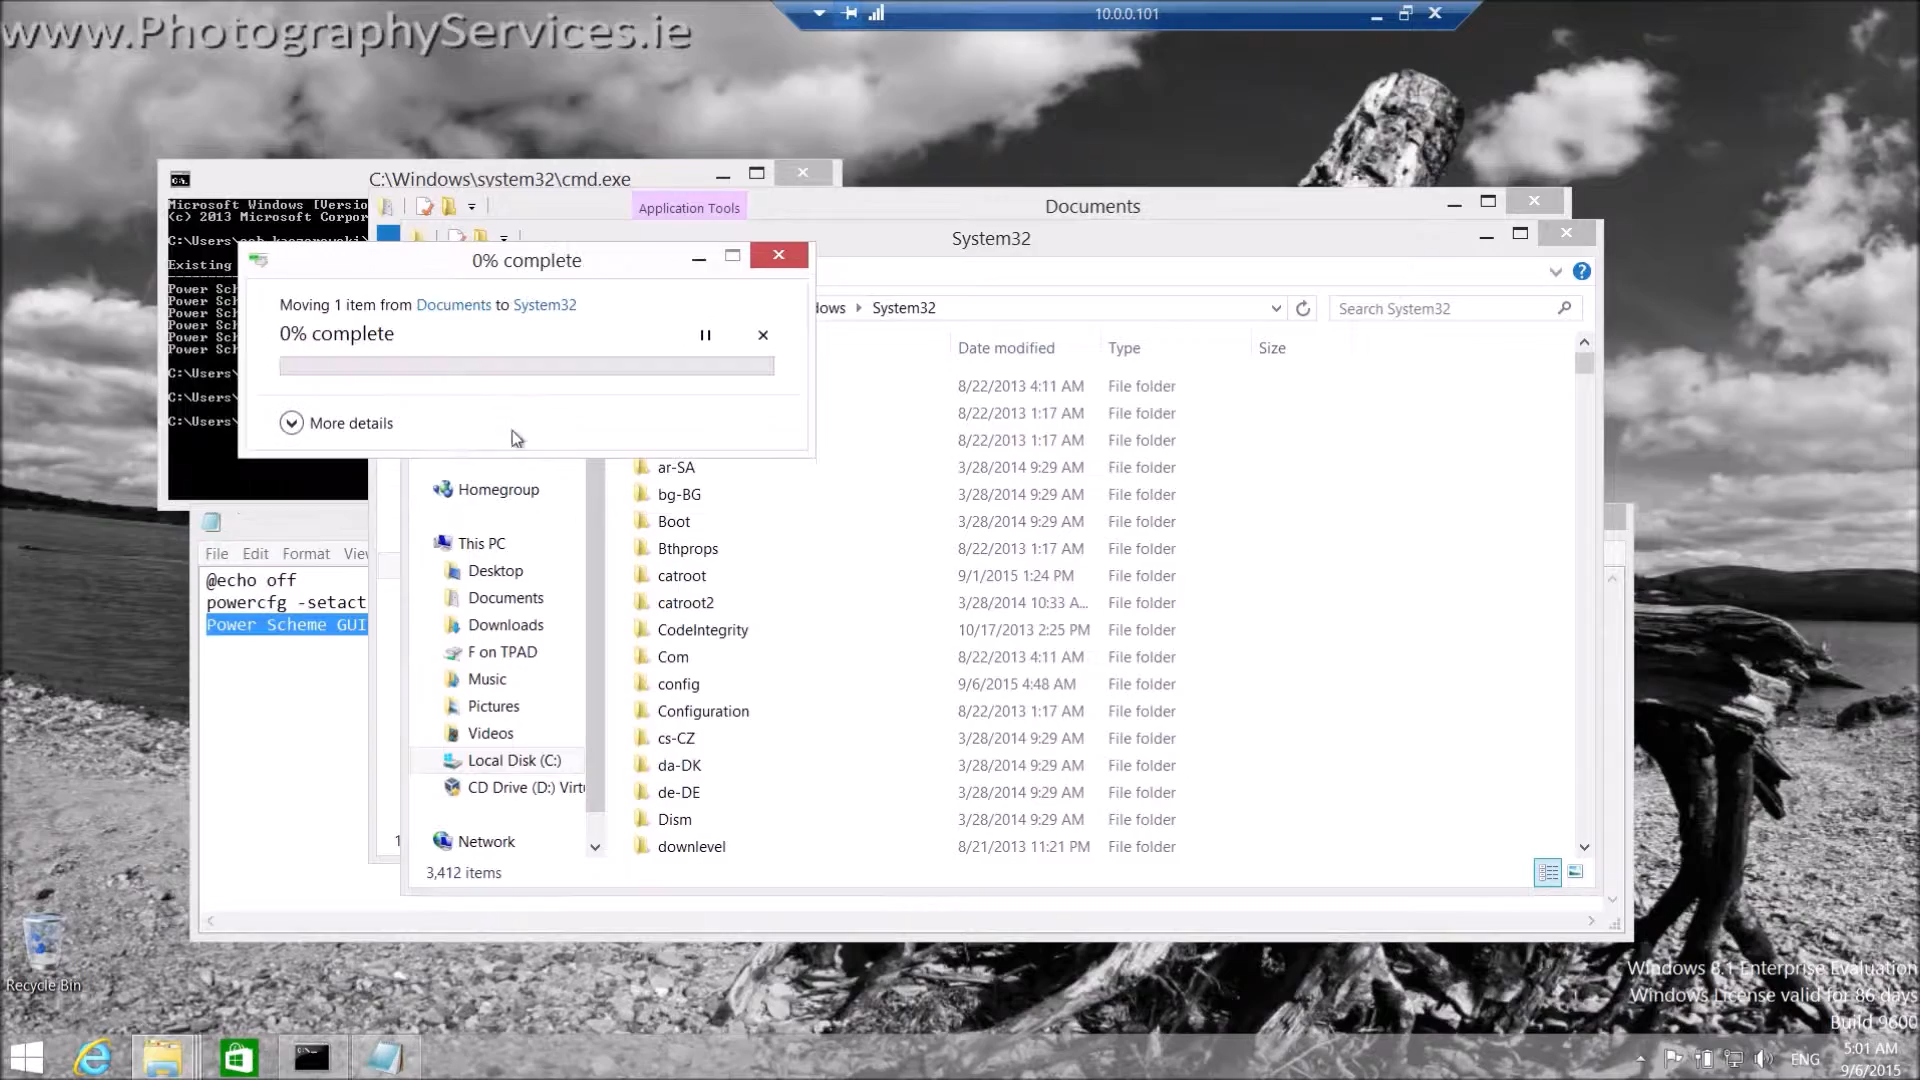 www.PhotographyServices.ie
10.0.0.101
C:\Windows\system32\cmd.exe
Microsoft Windows [Versio
(c) 2013 Microsoft Corpor
C:\Users\
Existing
Power Sch
Power Sch
Power Sch
Power Sch
Power Sch
Power Sch
C:\Users\
C:\Users\
C:\Users\
Application Tools
Documents
System32
0% complete
Moving 1 item from Documents to System32
0% complete
More details
System32
Search System32
Date modified
Type
Size
8/22/2013 4:11 AM File folder
8/22/2013 1:17 AM File folder
8/22/2013 1:17 AM File folder
ar-SA 3/28/2014 9:29 AM File folder
bg-BG 3/28/2014 9:29 AM File folder
Boot 3/28/2014 9:29 AM File folder
Bthprops 8/22/2013 1:17 AM File folder
catroot 9/1/2015 1:24 PM File folder
catroot2 3/28/2014 10:33 A... File folder
CodeIntegrity 10/17/2013 2:25 PM File folder
Com 8/22/2013 4:11 AM File folder
config 9/6/2015 4:48 AM File folder
Configuration 8/22/2013 1:17 AM File folder
cs-CZ 3/28/2014 9:29 AM File folder
da-DK 3/28/2014 9:29 AM File folder
de-DE 3/28/2014 9:29 AM File folder
Dism 3/28/2014 9:29 AM File folder
downlevel 8/21/2013 11:21 PM File folder
Homegroup
This PC
Desktop
Documents
Downloads
F on TPAD
Music
Pictures
Videos
Local Disk (C:)
CD Drive (D:) Virtu
Network
3,412 items
File Edit Format View
@echo off
powercfg -setact
Power Scheme GUI
Recycle Bin
Windows 8.1 Enterprise Evaluation
Windows License valid for 86 days
Build 9600
ENG
5:01 AM
9/6/2015